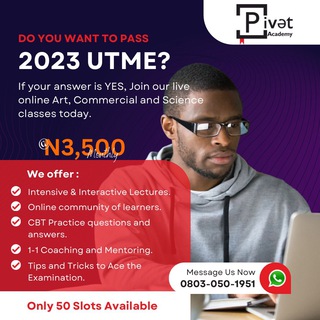 Pivət
Academy
DO YOU WANT TO PASS
2023 UTME?
If your answer is YES, Join our live
online Art, Commercial and Science
classes today.
@
N3,500
Monthly
We offer :
Intensive & Interactive Lectures.
Online community of learners.
CBT Practice questions and
answers.
1-1 Coaching and Mentoring.
Tips and Tricks to Ace the
Examination.
Message Us Now
0803-050-1951
Only 50 Slots Available